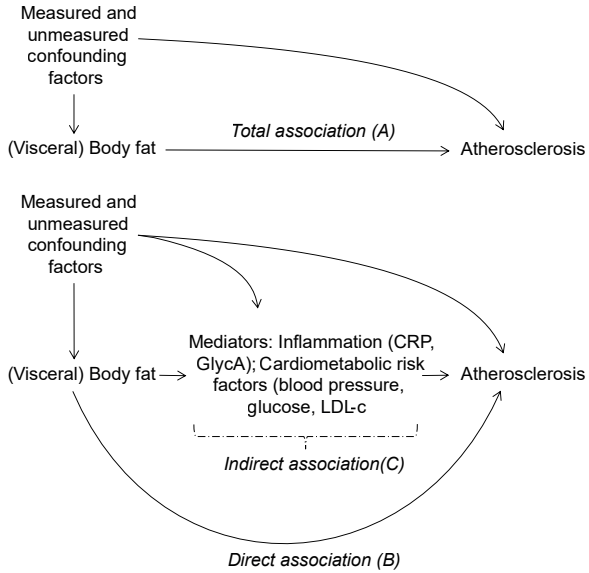 Measured and
unmeasured
confounding
factors
Total association (A)
(Visceral) Body fat
Atherosclerosis
Measured and
unmeasured
confounding
factors
Mediators: Inflammation (CRP,
GlycA); Cardiometabolic risk
factors (blood pressure,
glucose, LDL-c
(Visceral) Body fat
Atherosclerosis
Indirect association(C)
Direct association (B)